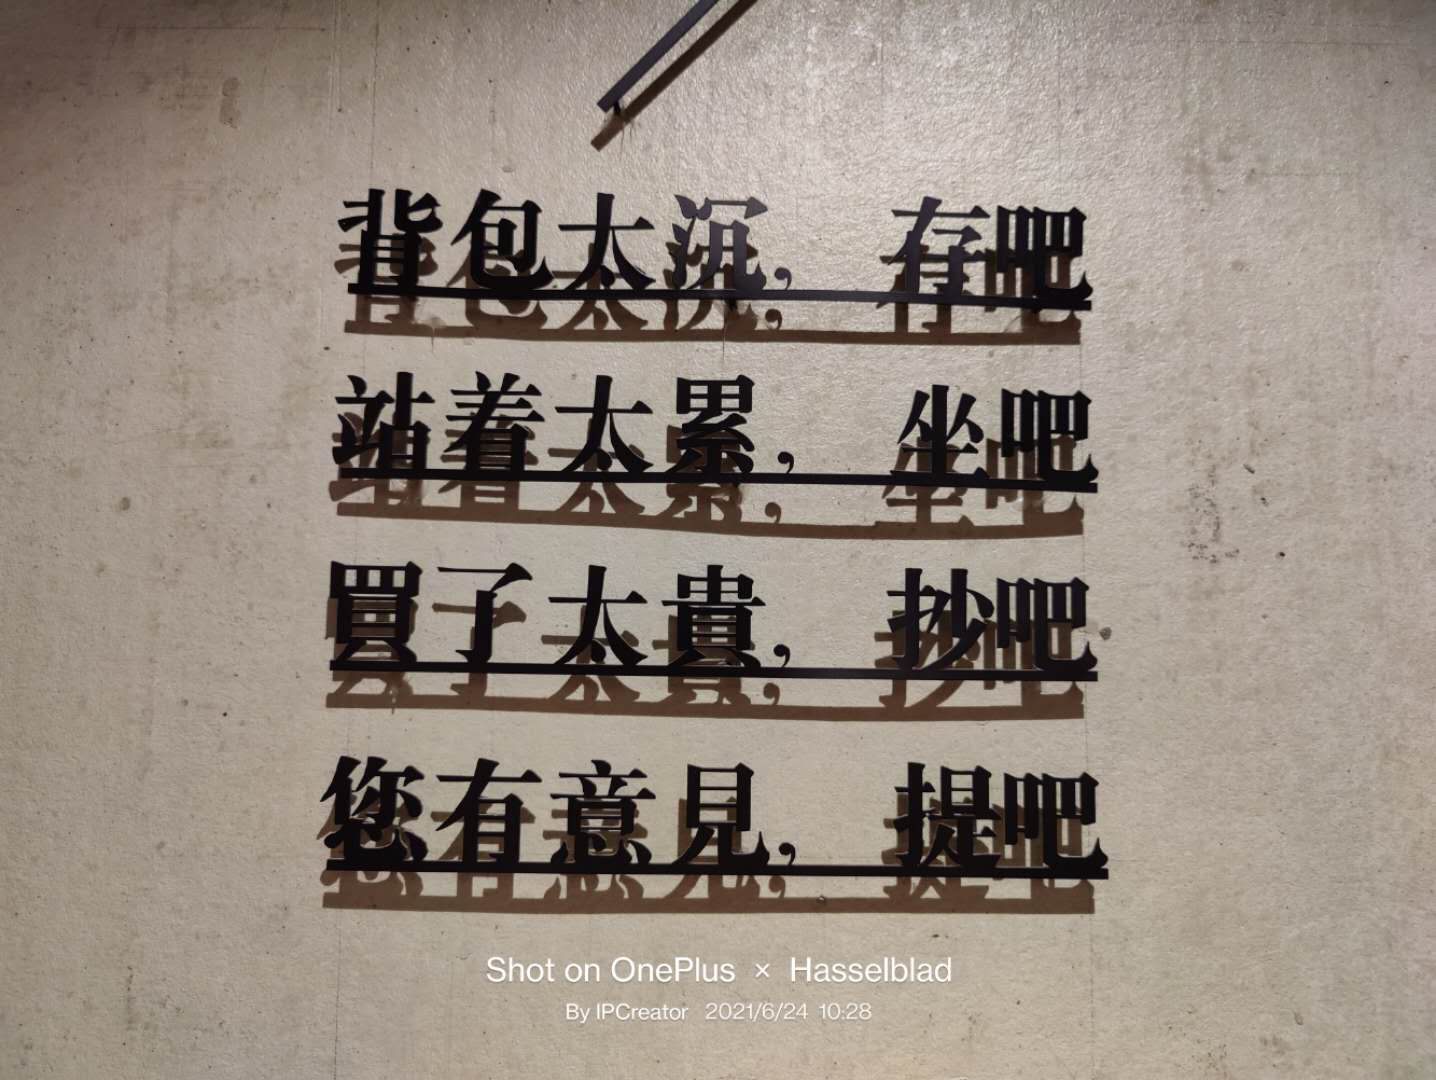 背包太沉， 存吧
站着太累， 坐吧
買了太貴， 抄吧
您有意見， 提吧
Shot on OnePlus × Hasselblad
By IPCreator 2021/6/24 10:28